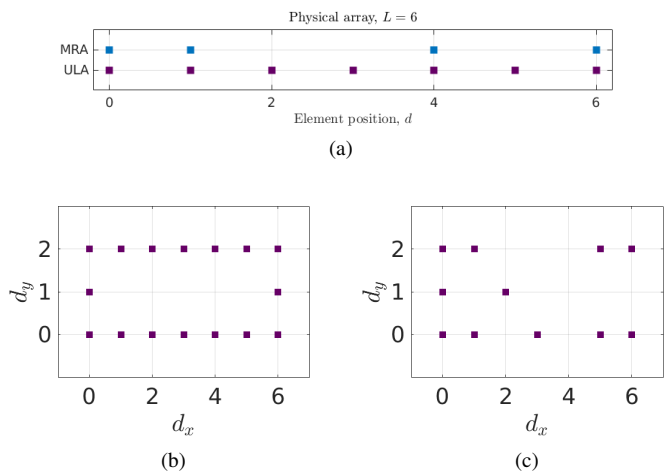 Physical array, L = 6
MRA
ULA
0 2 4 6
Element position, d
(a)
2 2
d_y 1 d_y 1
0 0
0 2 4 6 0 2 4 6
d_x d_x
(b) (c)